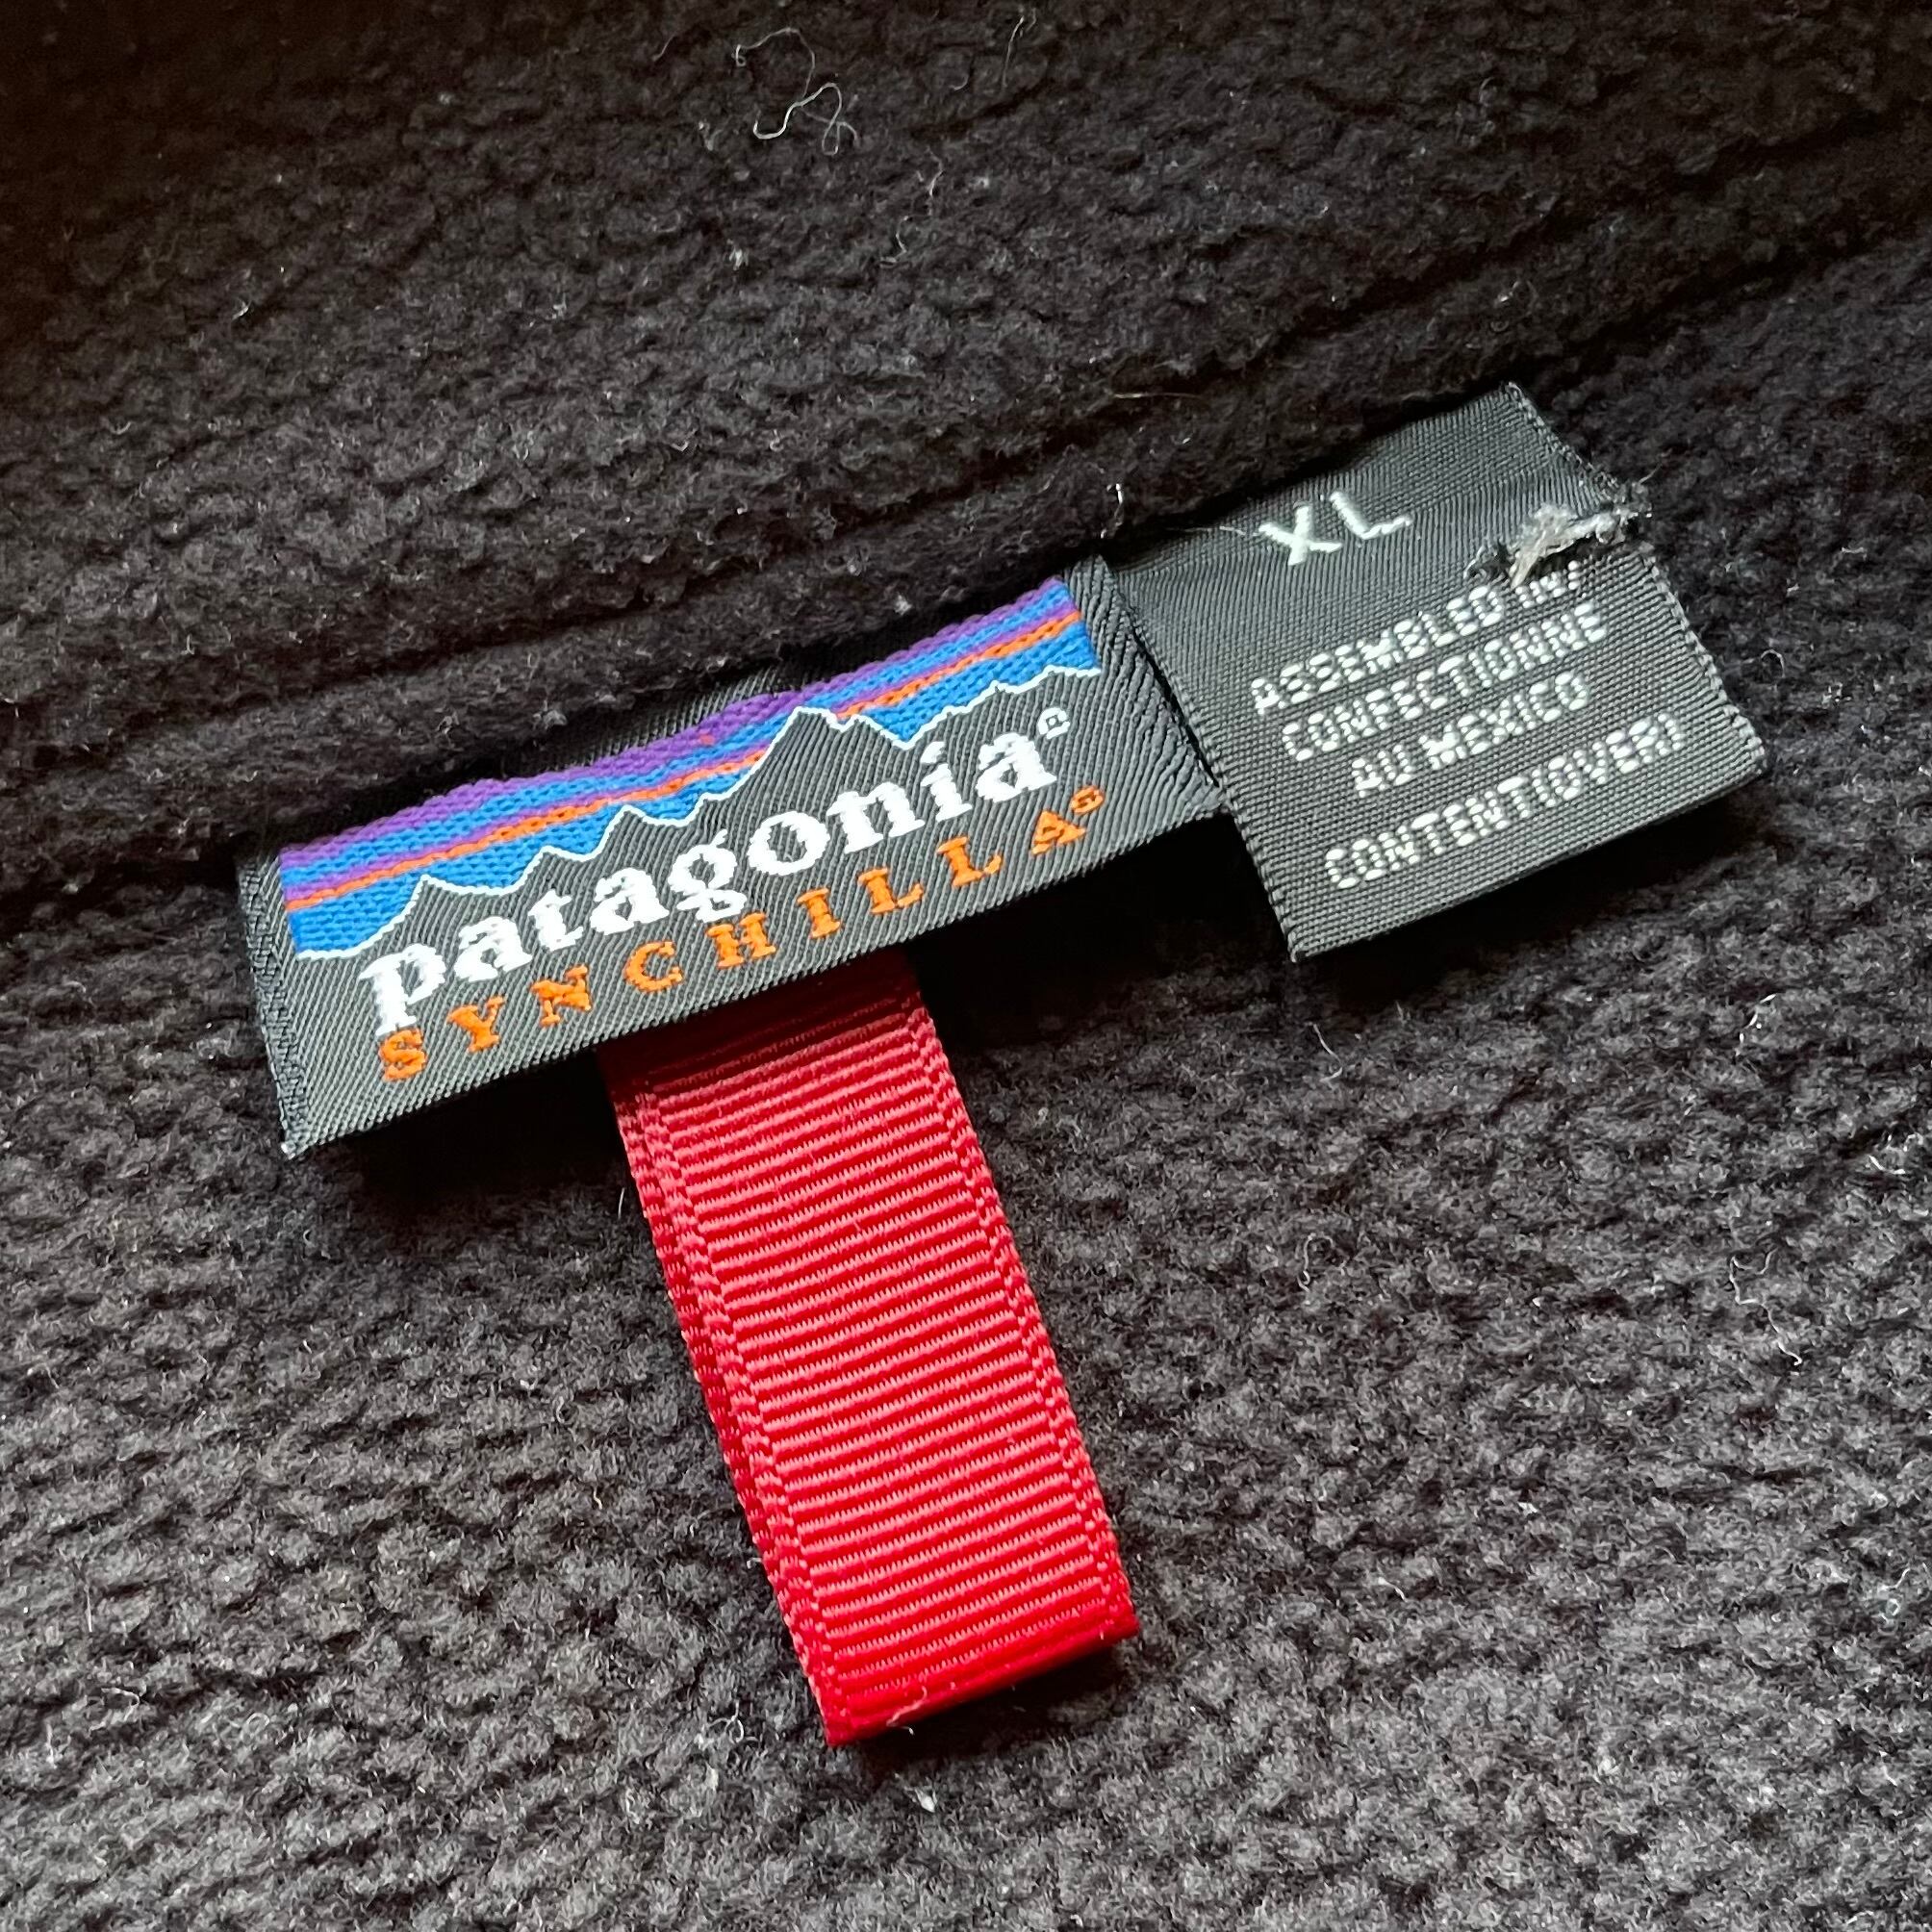 patagonia®
SYNCHILLA®
XL
ASSEMBLED IN/
CONFECTIONNE
AU MEXICO
CONTENT(OVER)